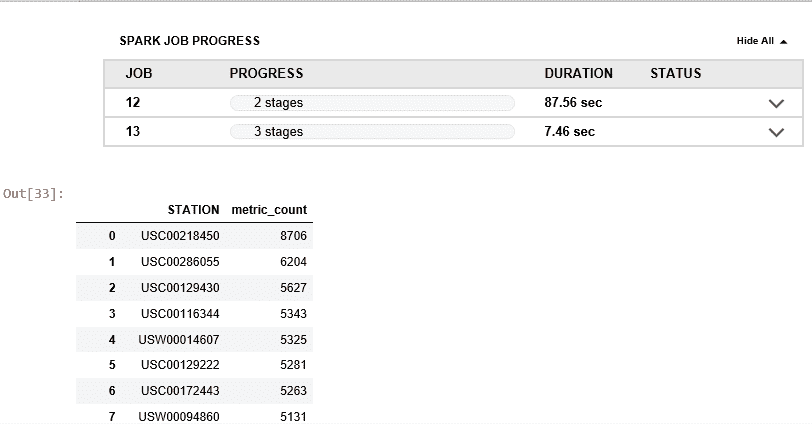 SPARK JOB PROGRESS Hide All
JOB PROGRESS DURATION STATUS
12 2 stages 87.56 sec
13 3 stages 7.46 sec
Out[33]:
STATION metric_count
0 USC00218450 8706
1 USC00286055 6204
2 USC00129430 5627
3 USC00116344 5343
4 USW00014607 5325
5 USC00129222 5281
6 USC00172443 5263
7 USW00094860 5131